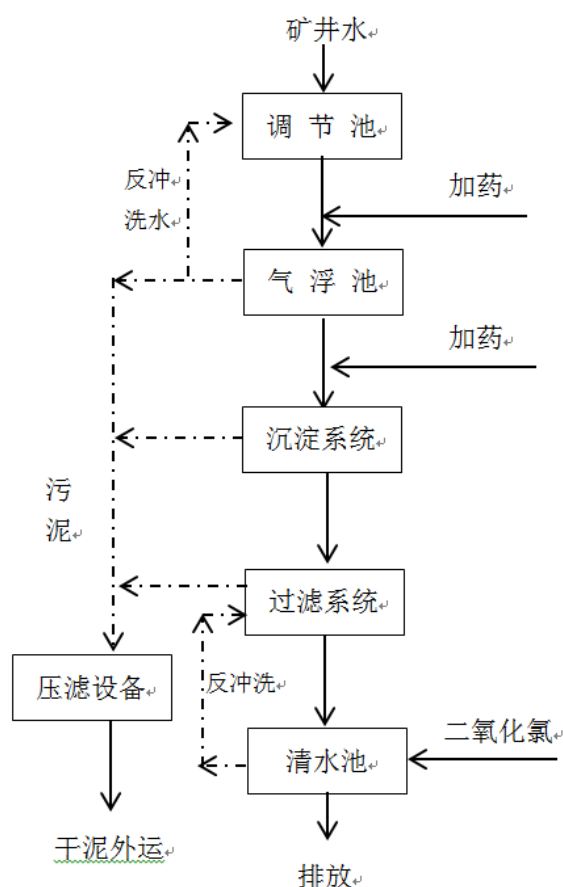 矿井水
调 节 池
反冲
洗水
加药
气 浮 池
加药
沉淀系统
污
泥
过滤系统
压滤设备
反冲洗
二氧化氯
清水池
干泥外运
排放